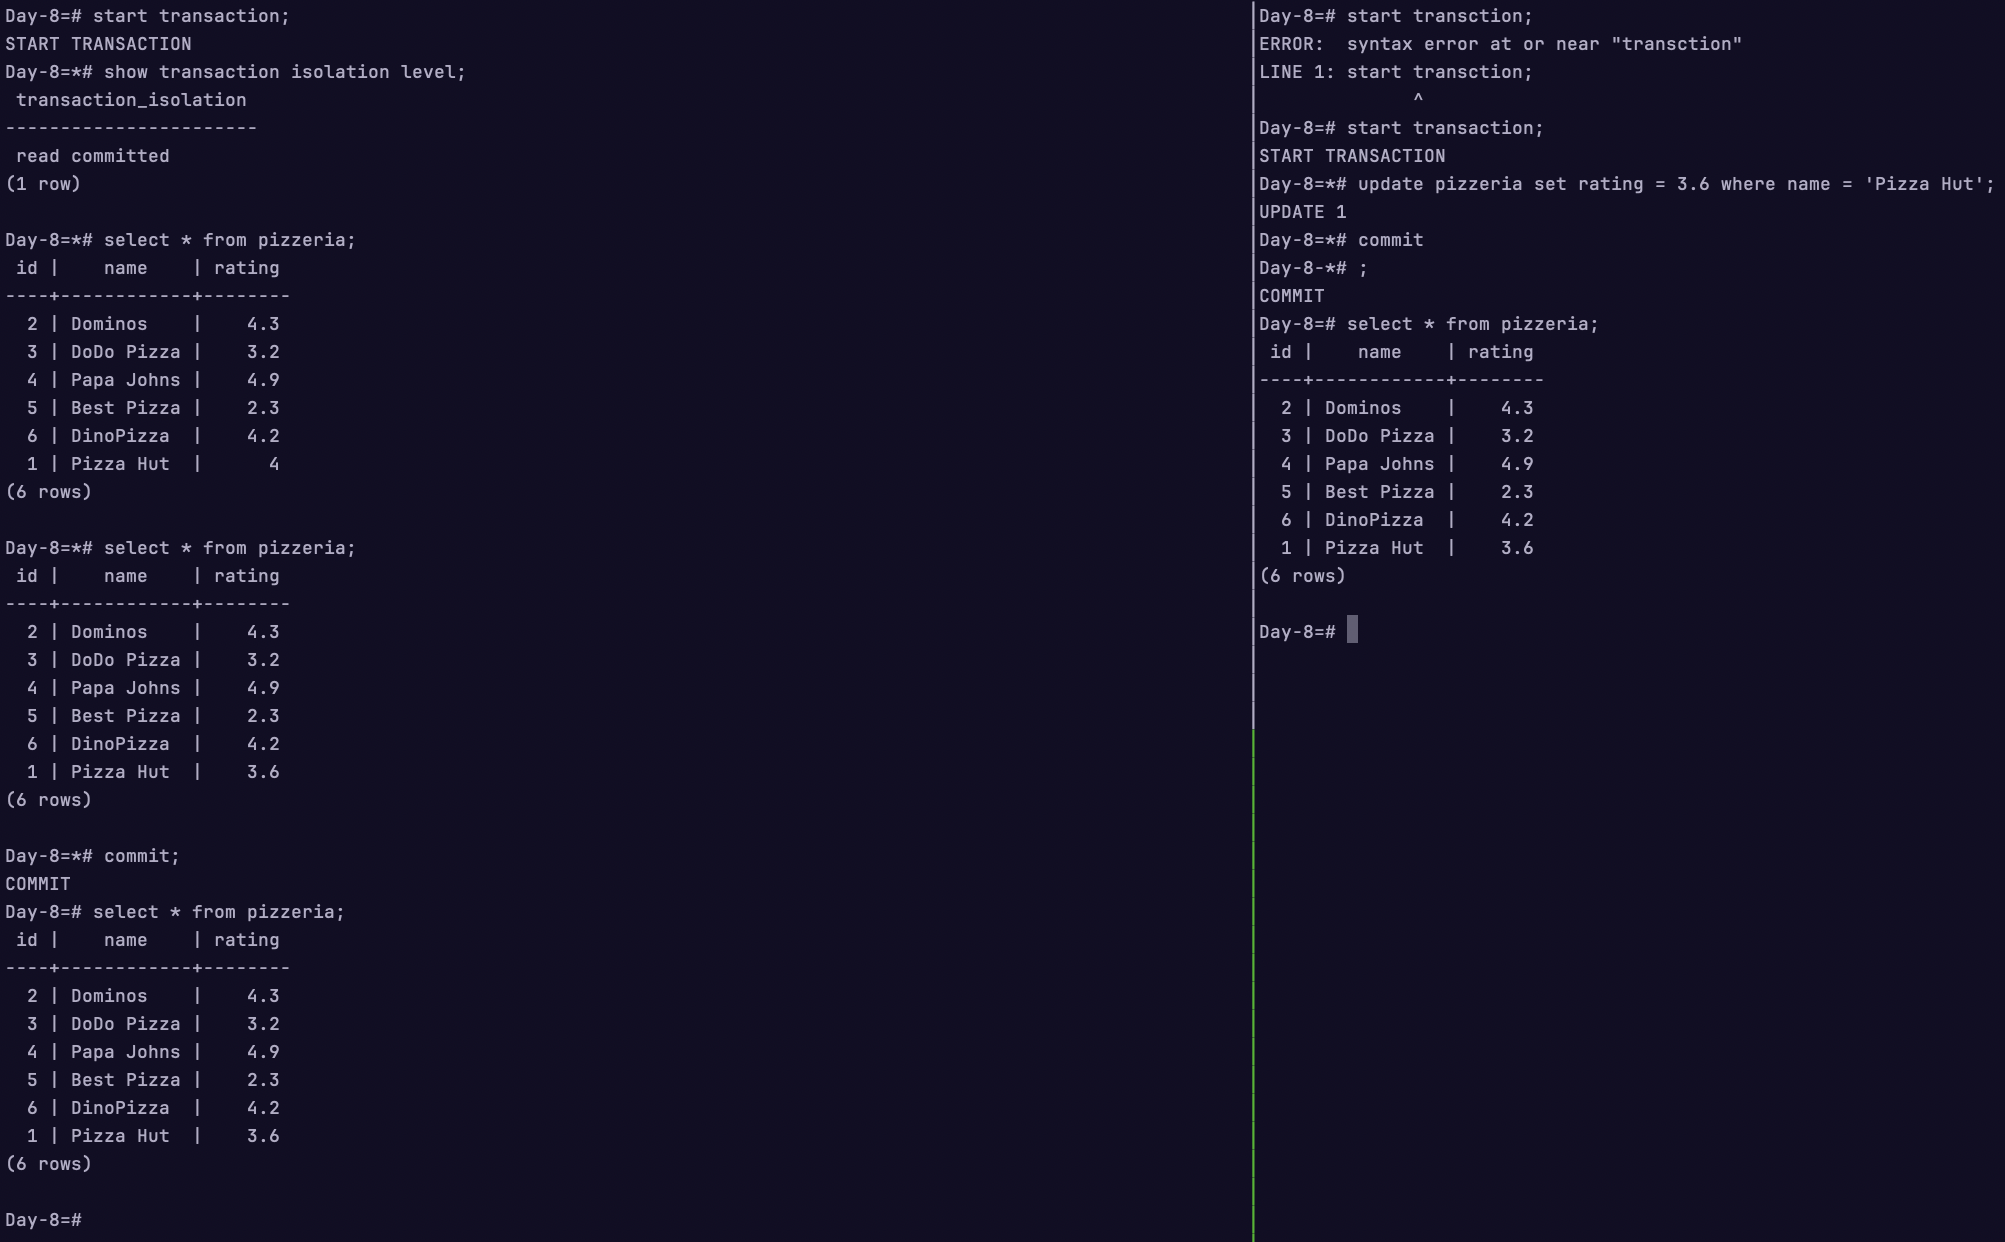 Day-8=# start transaction;
START TRANSACTION
Day-8=*# show transaction isolation level;
 transaction_isolation
-----------------------
 read committed
(1 row)

Day-8=*# select * from pizzeria;
 id |    name    | rating
----+------------+--------
  2 | Dominos    |    4.3
  3 | DoDo Pizza |    3.2
  4 | Papa Johns |    4.9
  5 | Best Pizza |    2.3
  6 | DinoPizza  |    4.2
  1 | Pizza Hut  |      4
(6 rows)

Day-8=*# select * from pizzeria;
 id |    name    | rating
----+------------+--------
  2 | Dominos    |    4.3
  3 | DoDo Pizza |    3.2
  4 | Papa Johns |    4.9
  5 | Best Pizza |    2.3
  6 | DinoPizza  |    4.2
  1 | Pizza Hut  |    3.6
(6 rows)

Day-8=*# commit;
COMMIT
Day-8=# select * from pizzeria;
 id |    name    | rating
----+------------+--------
  2 | Dominos    |    4.3
  3 | DoDo Pizza |    3.2
  4 | Papa Johns |    4.9
  5 | Best Pizza |    2.3
  6 | DinoPizza  |    4.2
  1 | Pizza Hut  |    3.6
(6 rows)

Day-8=#
Day-8=# start transction;
ERROR:  syntax error at or near "transction"
LINE 1: start transction;
              ^
Day-8=# start transaction;
START TRANSACTION
Day-8=*# update pizzeria set rating = 3.6 where name = 'Pizza Hut';
UPDATE 1
Day-8=*# commit
Day-8-*# ;
COMMIT
Day-8=# select * from pizzeria;
 id |    name    | rating
----+------------+--------
  2 | Dominos    |    4.3
  3 | DoDo Pizza |    3.2
  4 | Papa Johns |    4.9
  5 | Best Pizza |    2.3
  6 | DinoPizza  |    4.2
  1 | Pizza Hut  |    3.6
(6 rows)

Day-8=#